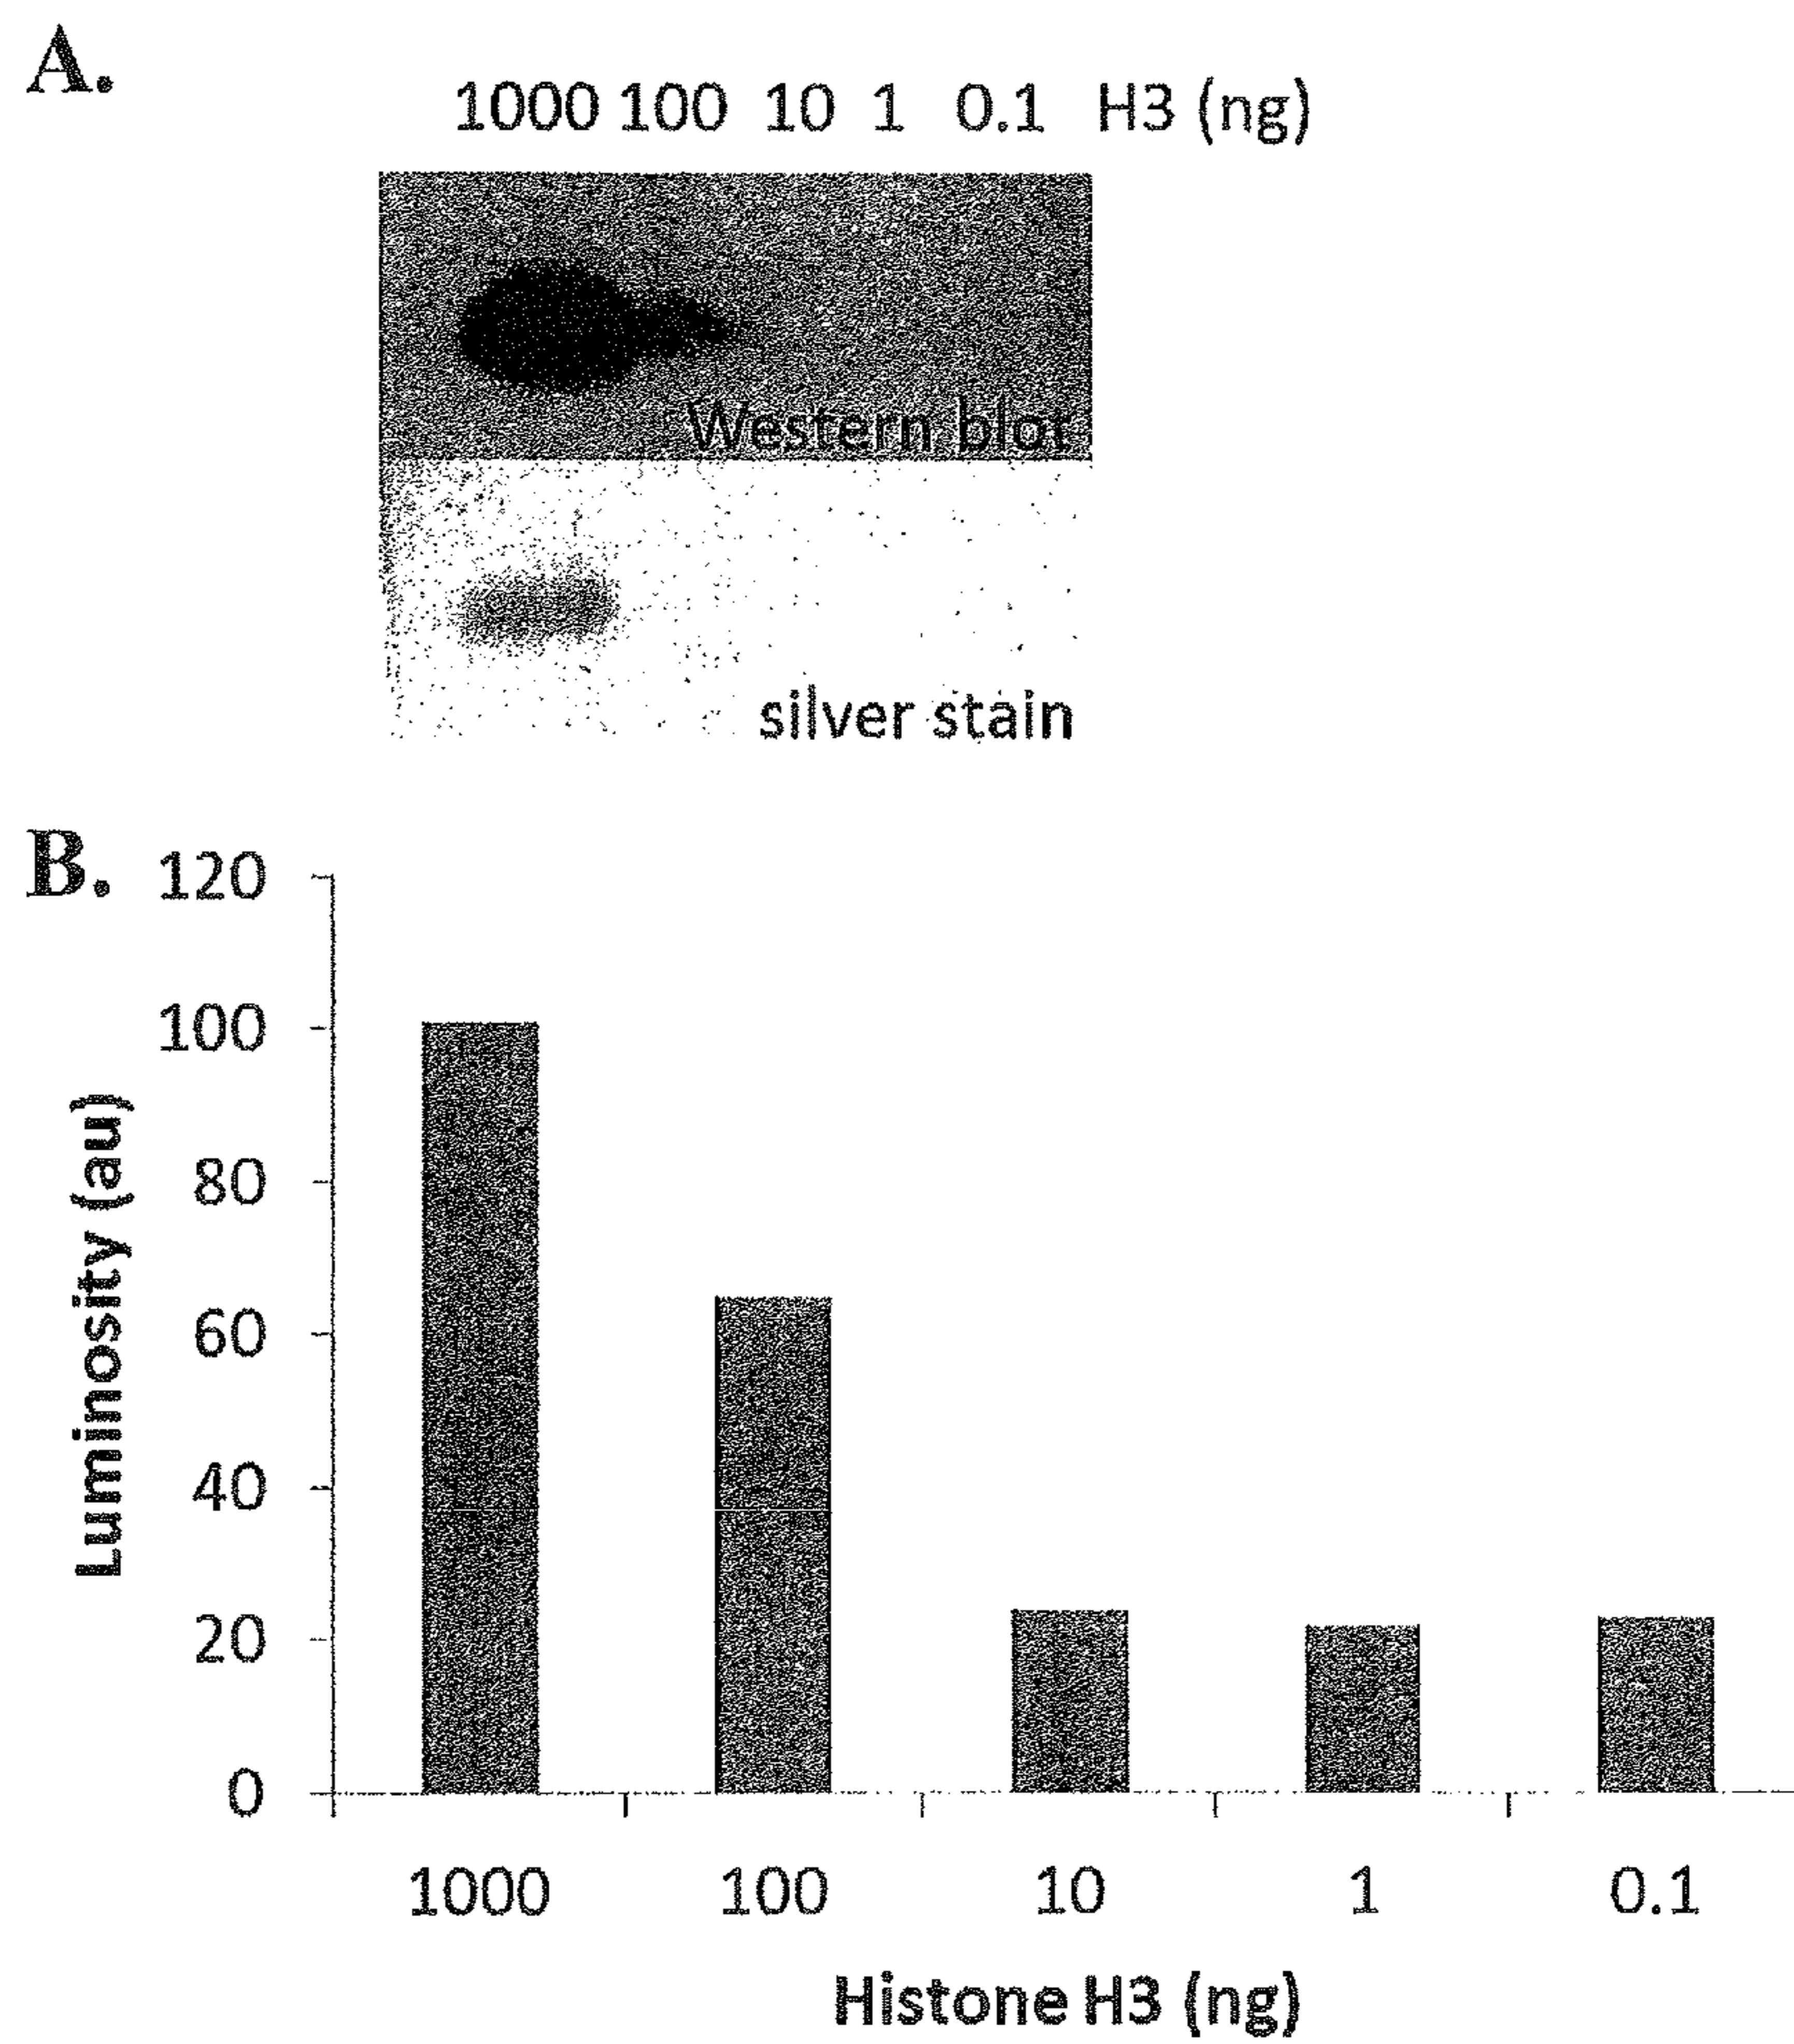 A.
1000 100 10 1 0.1 H3 (ng)
Western blot
silver stain
B.
120
100
80
60
40
20
0
Luminosity (au)
1000 100 10 1 0.1
Histone H3 (ng)